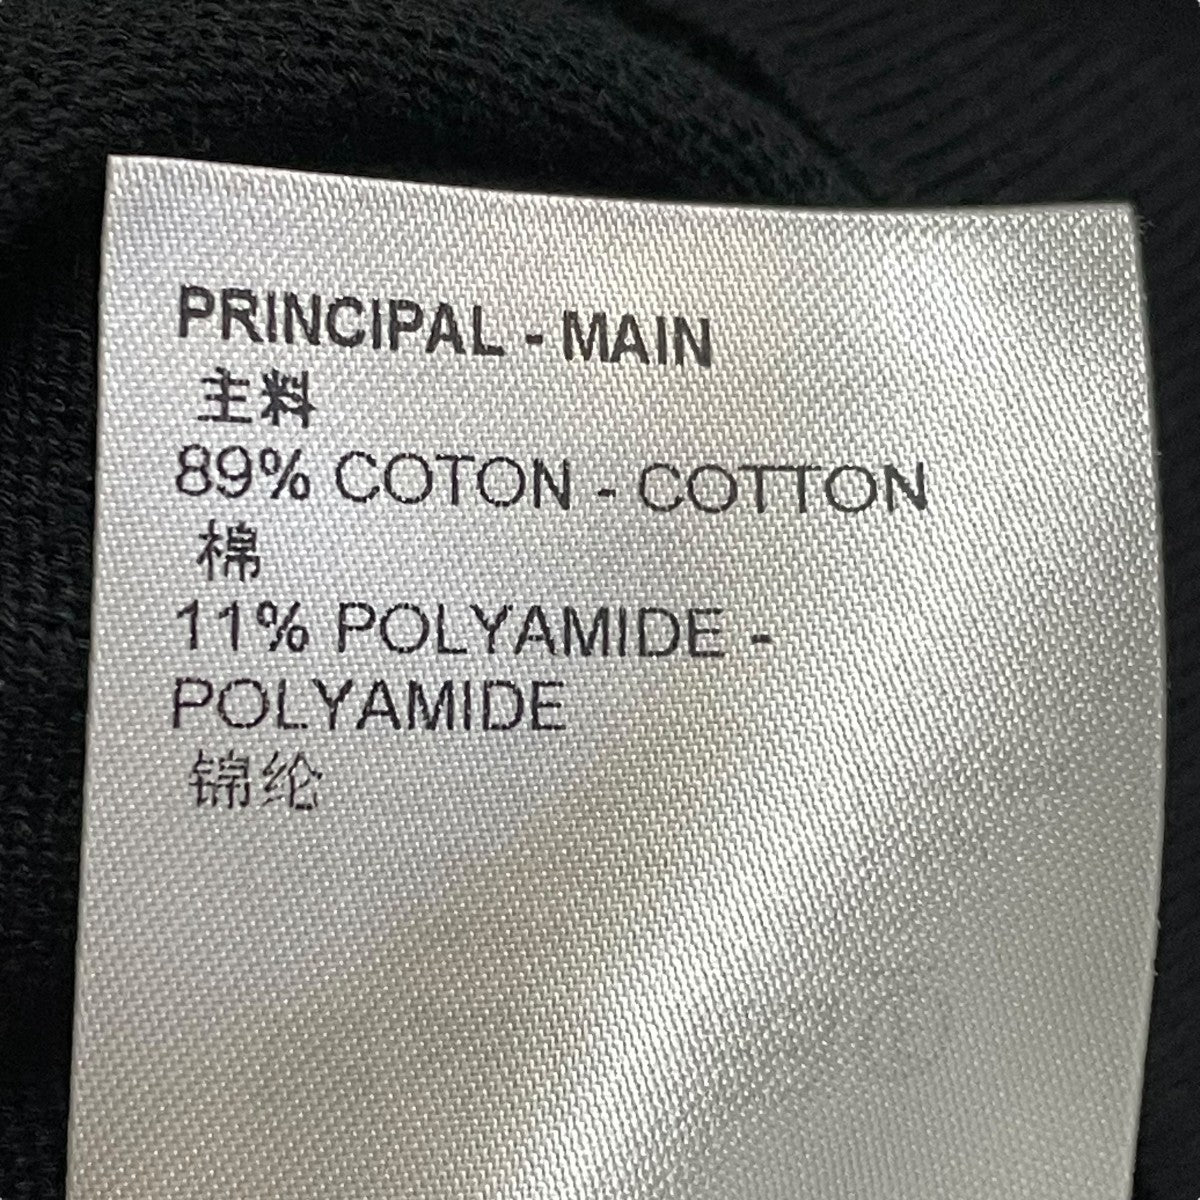 PRINCIPAL - MAIN
主料
89% COTON - COTTON
棉
11% POLYAMIDE -
POLYAMIDE
锦纶